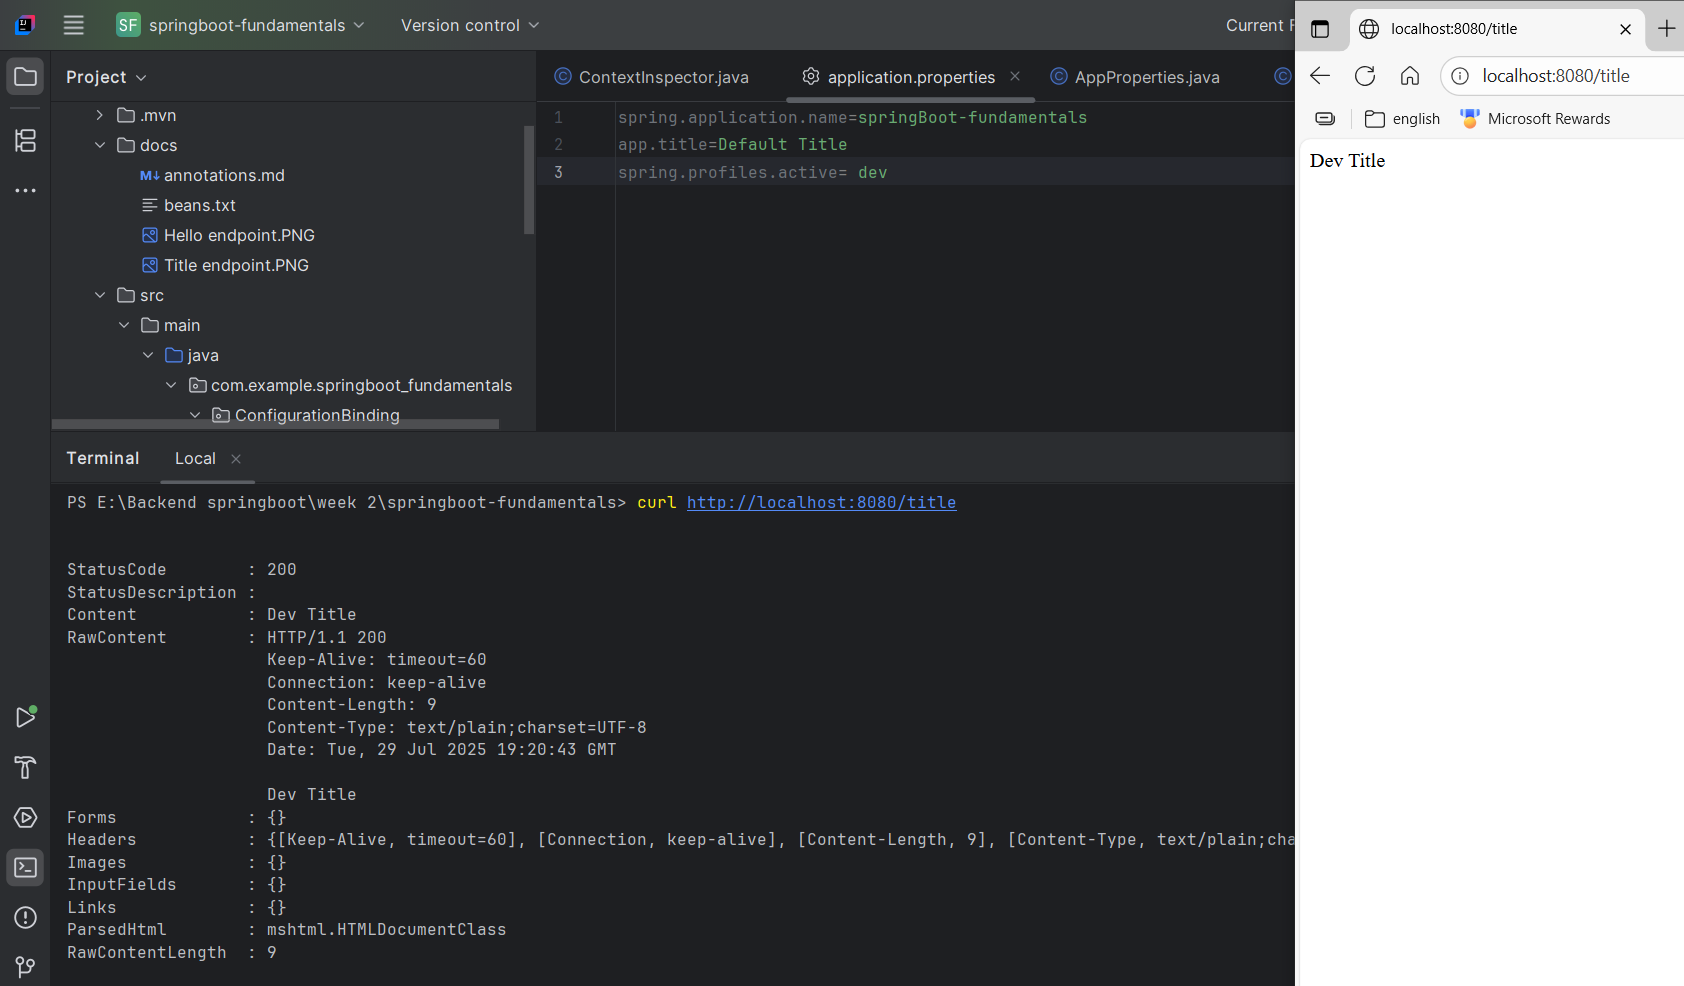 SF springboot-fundamentals Version control Current
localhost:8080/title
localhost:8080/title
english Microsoft Rewards
Dev Title
Project
.mvn
docs
M↓ annotations.md
beans.txt
Hello endpoint.PNG
Title endpoint.PNG
src
main
java
com.example.springboot_fundamentals
ConfigurationBinding
ContextInspector.java application.properties AppProperties.java
1 spring.application.name=springBoot-fundamentals
2 app.title=Default Title
3 spring.profiles.active= dev
Terminal Local
PS E:\Backend springboot\week 2\springboot-fundamentals> curl http://localhost:8080/title
StatusCode : 200
StatusDescription :
Content : Dev Title
RawContent : HTTP/1.1 200
Keep-Alive: timeout=60
Connection: keep-alive
Content-Length: 9
Content-Type: text/plain;charset=UTF-8
Date: Tue, 29 Jul 2025 19:20:43 GMT
Dev Title
Forms : {}
Headers : {[Keep-Alive, timeout=60], [Connection, keep-alive], [Content-Length, 9], [Content-Type, text/plain;cha
Images : {}
InputFields : {}
Links : {}
ParsedHtml : mshtml.HTMLDocumentClass
RawContentLength : 9